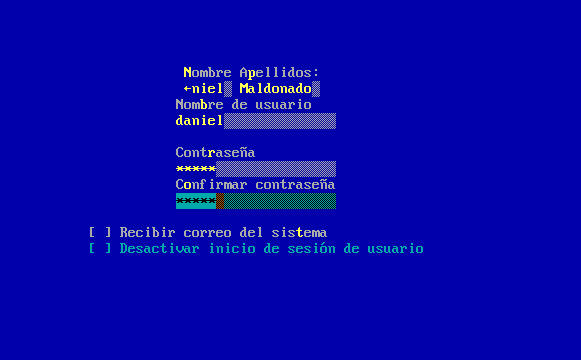 Nombre Apellidos:
←niel Maldonado
Nombre de usuario
daniel
Contraseña
*****
Confirmar contraseña
*****
[ ] Recibir correo del sistema
[ ] Desactivar inicio de sesión de usuario